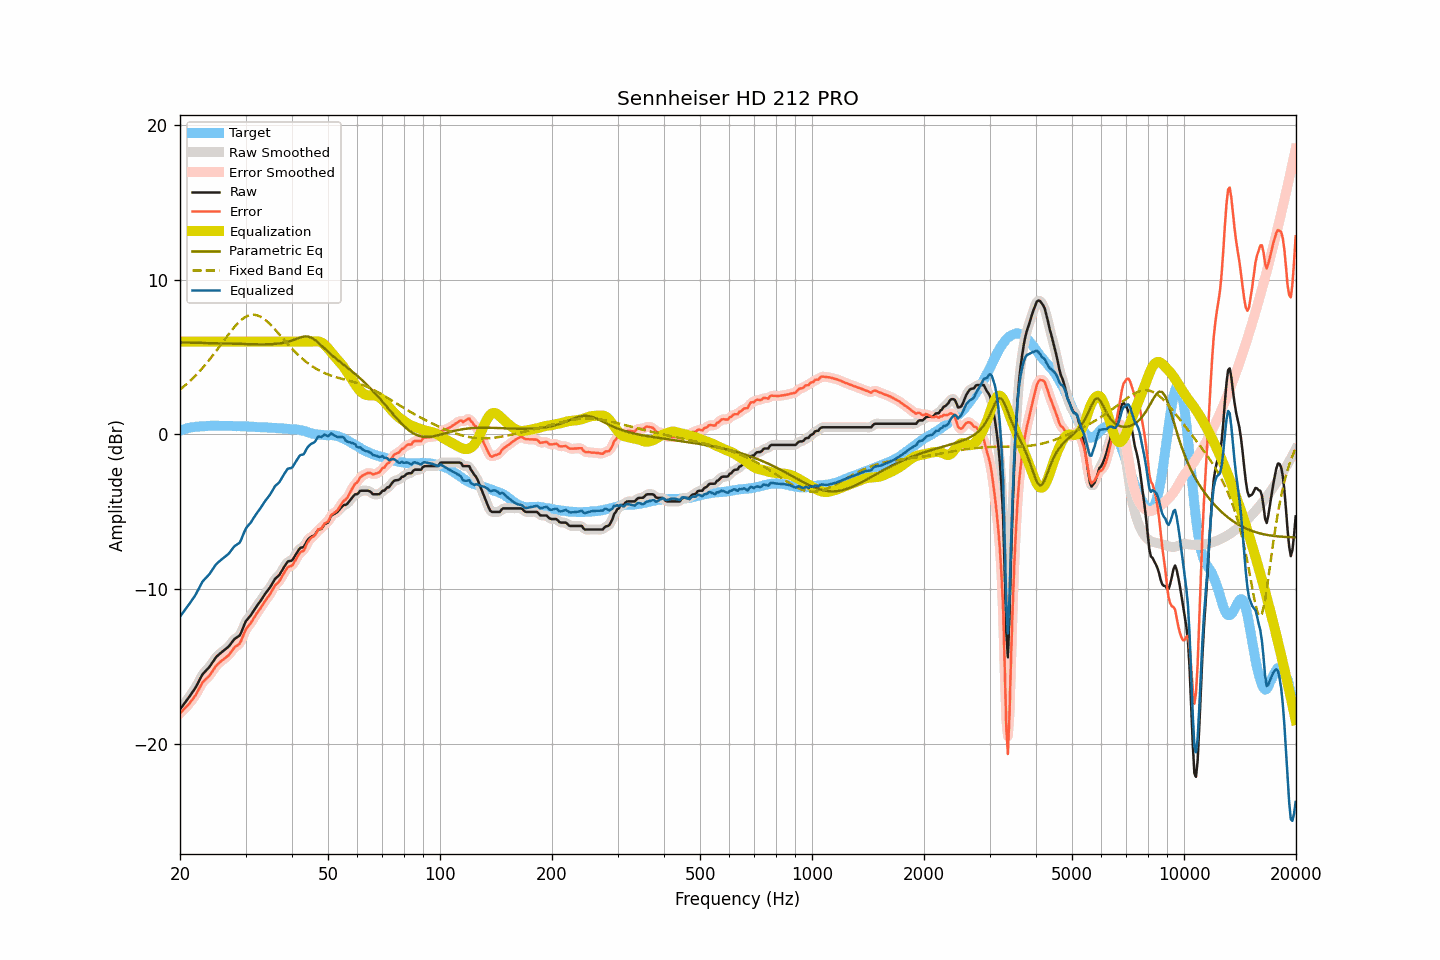 Sennheiser HD 212 PRO
20
10
0
−10
−20
Amplitude (dBr)
Target
Raw Smoothed
Error Smoothed
Raw
Error
Equalization
Parametric Eq
Fixed Band Eq
Equalized
20 50 100 200 500 1000 2000 5000 10000 20000
Frequency (Hz)